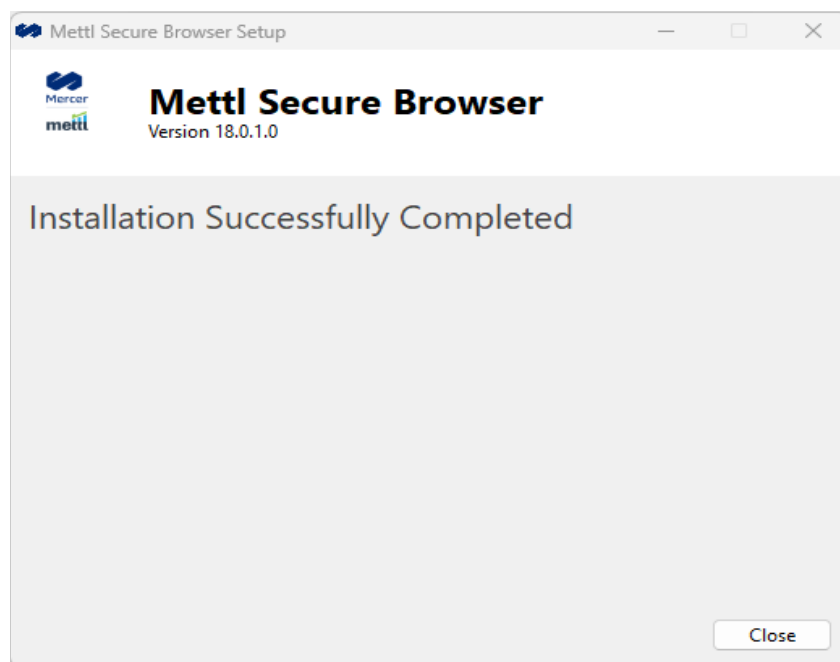 Mettl Secure Browser Setup
Mercer
mettl
Mettl Secure Browser
Version 18.0.1.0
Installation Successfully Completed
Close